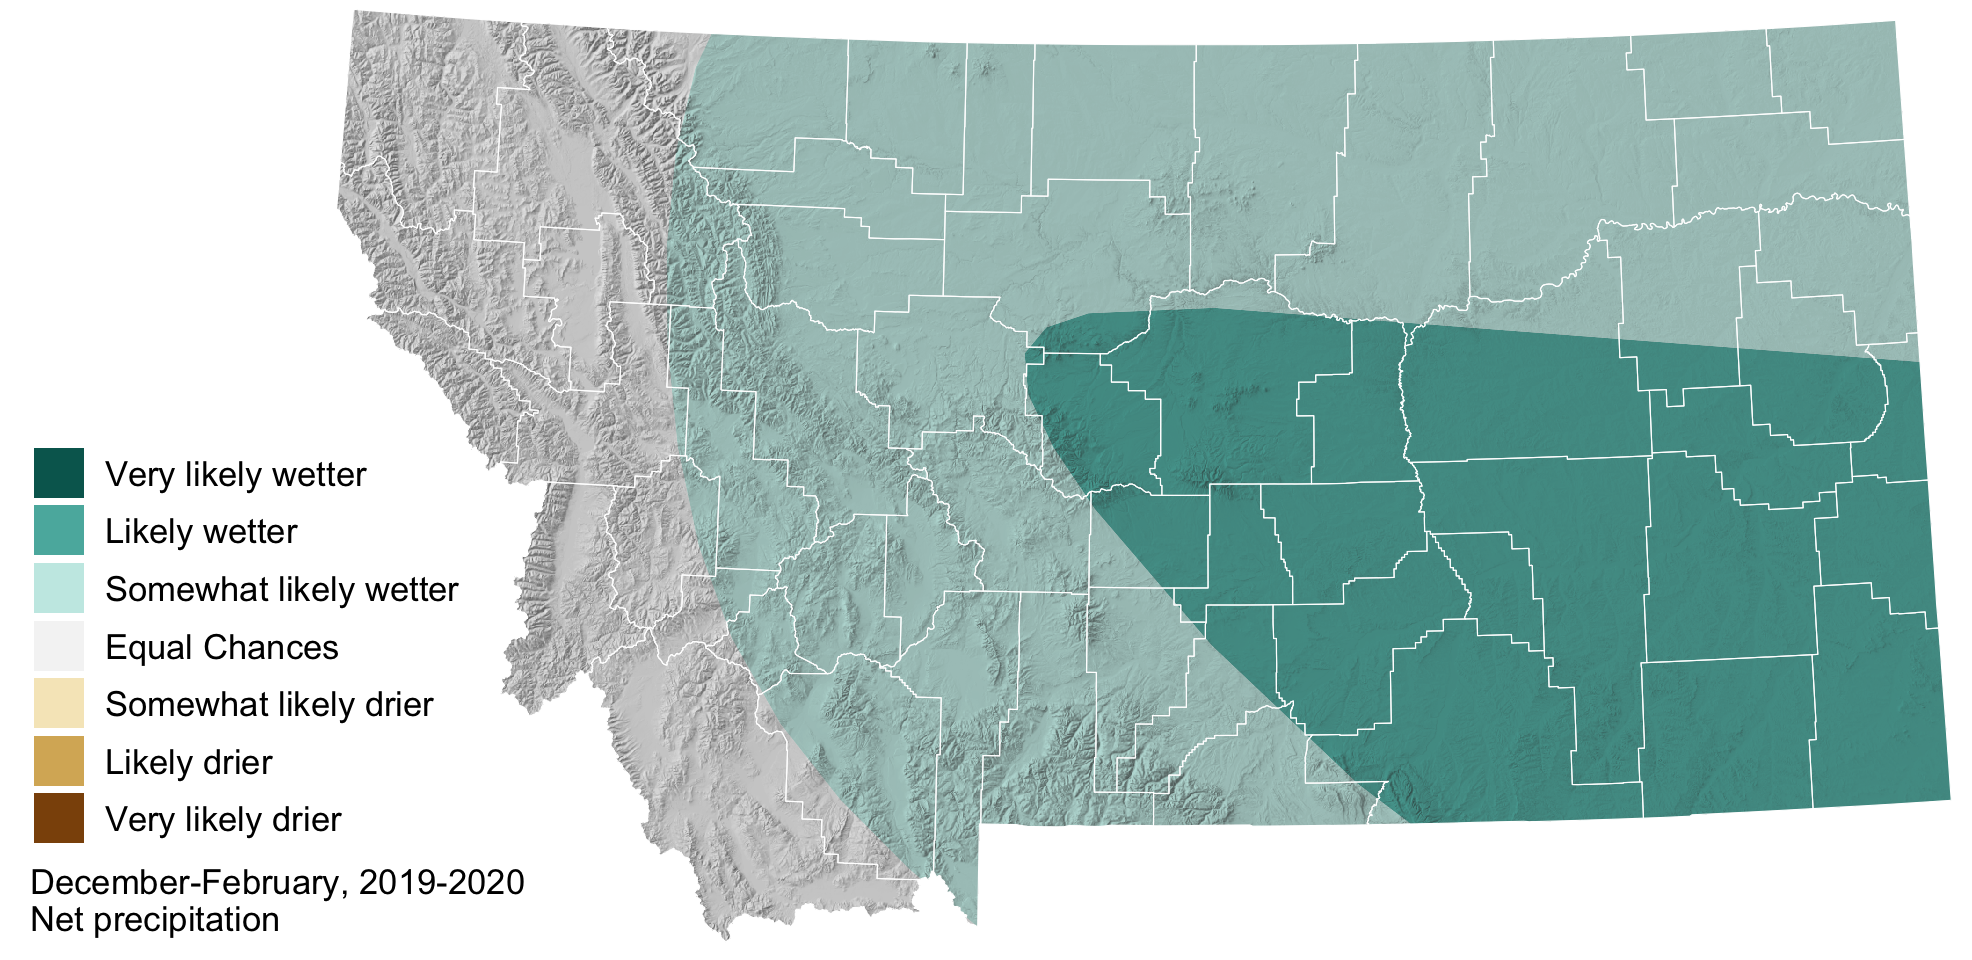 Very likely wetter
Likely wetter
Somewhat likely wetter
Equal Chances
Somewhat likely drier
Likely drier
Very likely drier
December-February, 2019-2020
Net precipitation